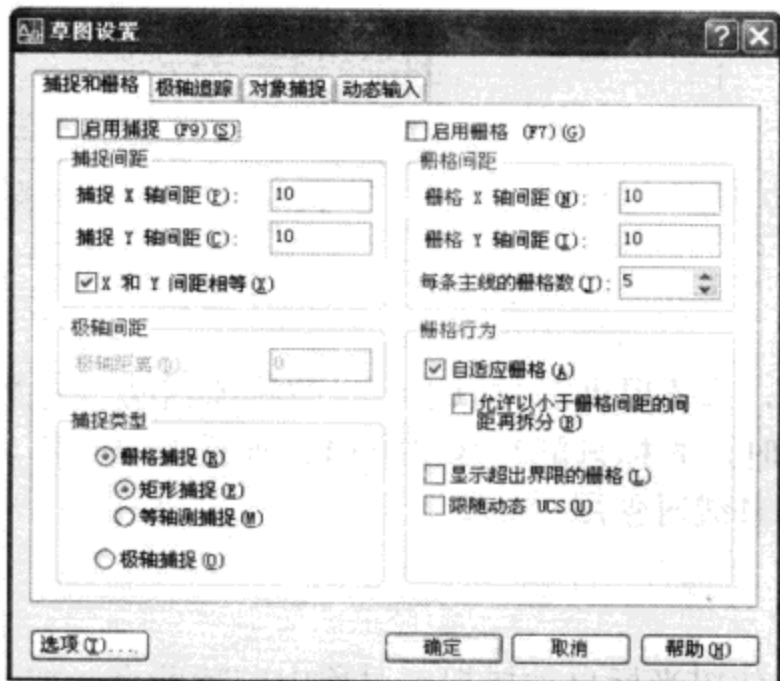 草图设置
捕捉和栅格 极轴追踪 对象捕捉 动态输入
启用捕捉 (F9)(S)
捕捉间距
捕捉 X 轴间距(P): 10
捕捉 Y 轴间距(C): 10
X 和 Y 间距相等(X)
极轴间距
极轴距离(D): 0
捕捉类型
栅格捕捉(R)
矩形捕捉(E)
等轴测捕捉(M)
极轴捕捉(O)
启用栅格 (F7)(G)
栅格间距
栅格 X 轴间距(N): 10
栅格 Y 轴间距(I): 10
每条主线的栅格数(J): 5
栅格行为
自适应栅格(A)
允许以小于栅格间距的间
距再拆分(B)
显示超出界限的栅格(L)
跟随动态 UCS(U)
选项(T)... 确定 取消 帮助(H)